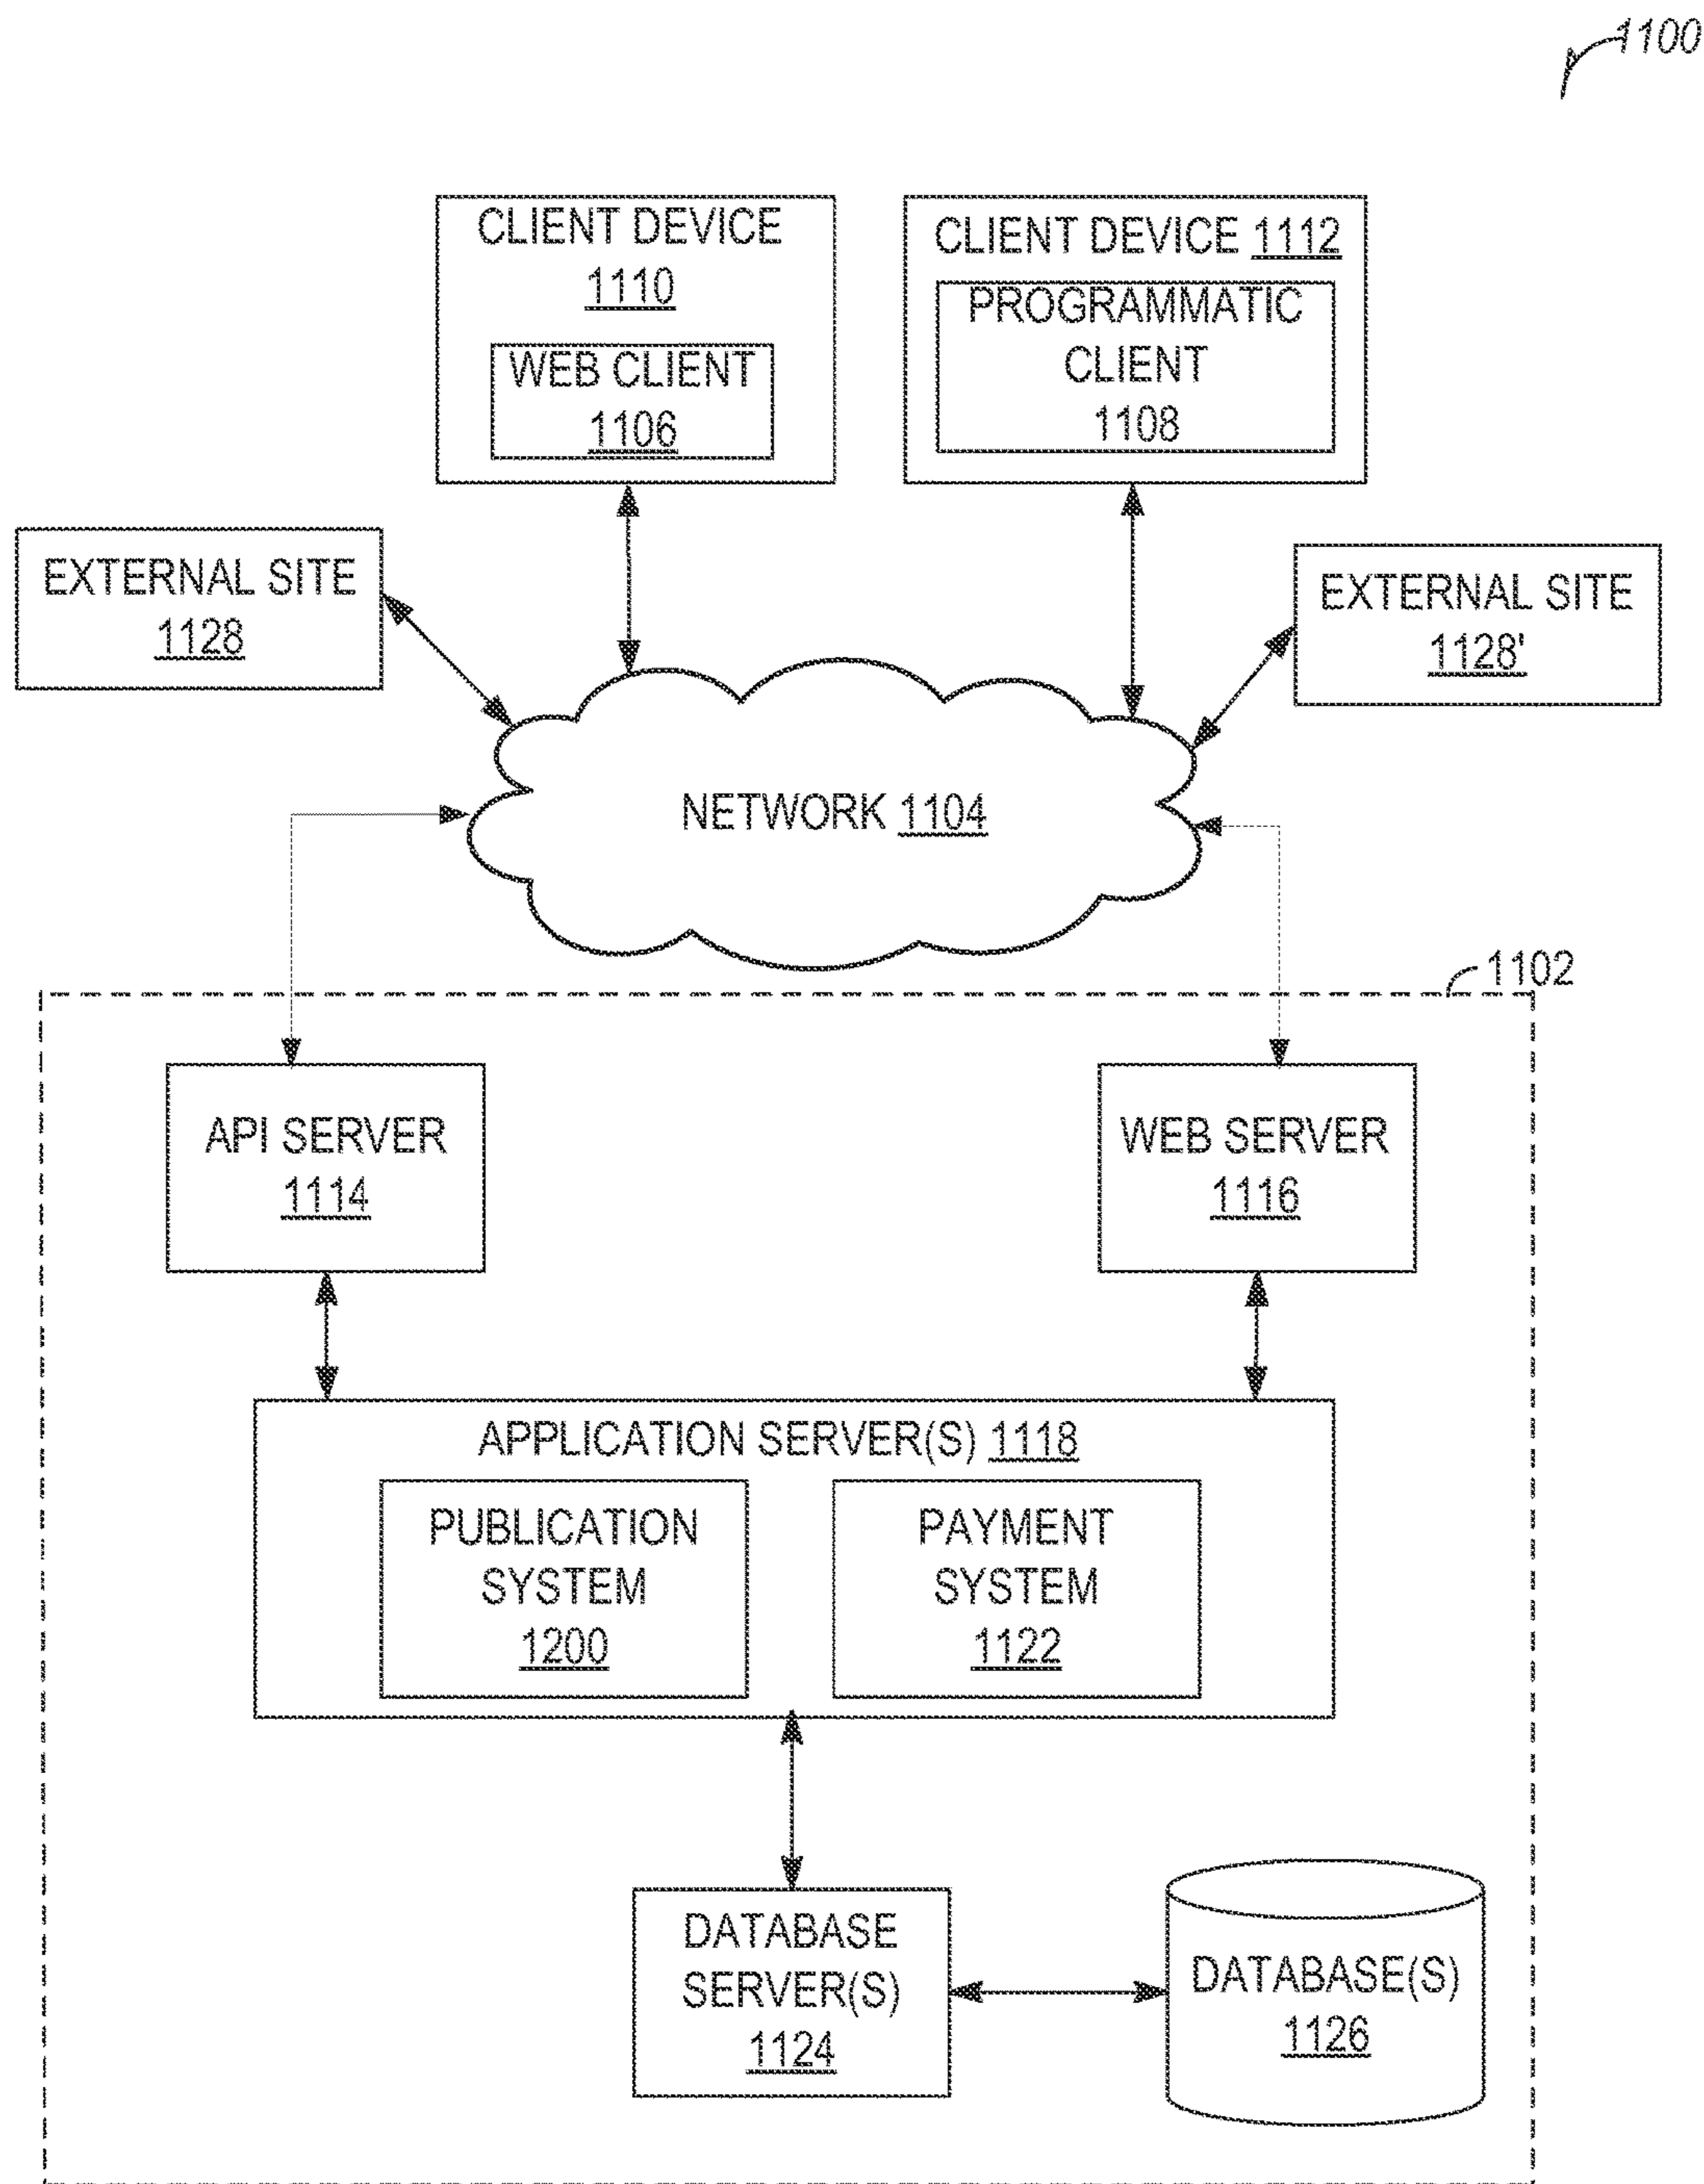 1100
CLIENT DEVICE
1110
WEB CLIENT
1106
CLIENT DEVICE 1112
PROGRAMMATIC
CLIENT
1108
EXTERNAL SITE
1128
EXTERNAL SITE
1128'
NETWORK 1104
1102
API SERVER
1114
WEB SERVER
1116
APPLICATION SERVER(S) 1118
PUBLICATION
SYSTEM
1200
PAYMENT
SYSTEM
1122
DATABASE
SERVER(S)
1124
DATABASE(S)
1126